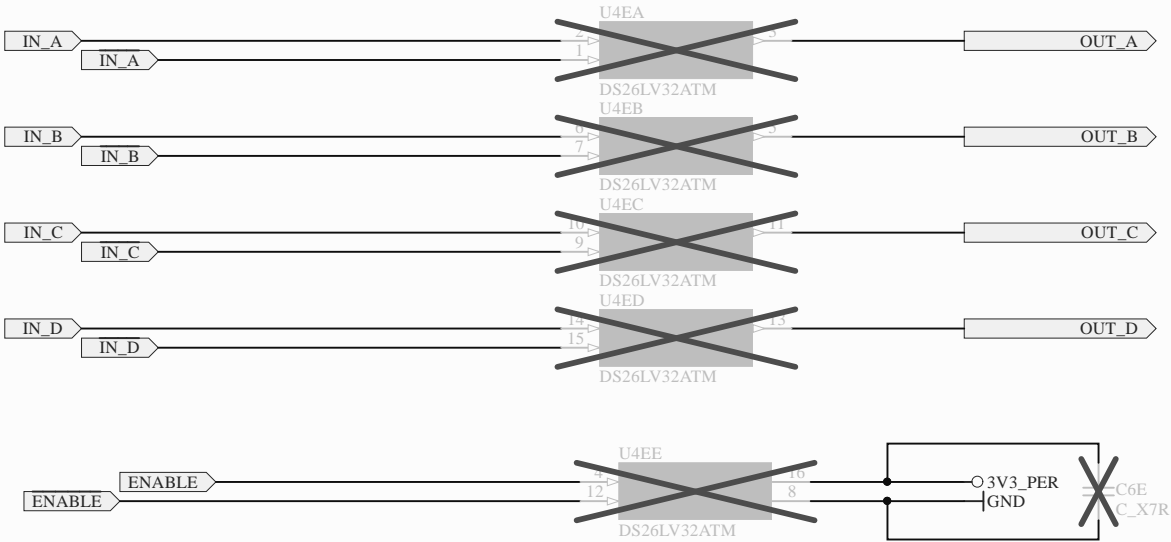 U4EA
IN_A 2 3 OUT_A
IN_A 1
DS26LV32ATM
U4EB
IN_B 6 5 OUT_B
IN_B 7
DS26LV32ATM
U4EC
IN_C 10 11 OUT_C
IN_C 9
DS26LV32ATM
U4ED
IN_D 14 13 OUT_D
IN_D 15
DS26LV32ATM
U4EE
ENABLE 4 16 3V3_PER C6E
ENABLE 12 8 GND C_X7R
DS26LV32ATM